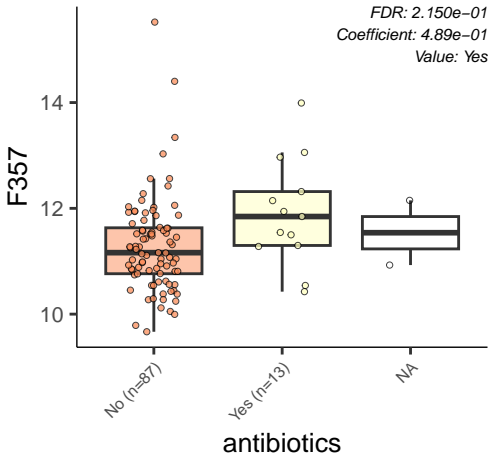 FDR: 2.150e−01
Coefficient: 4.89e−01
Value: Yes
F357
14
12
10
No (n=87)
Yes (n=13)
NA
antibiotics